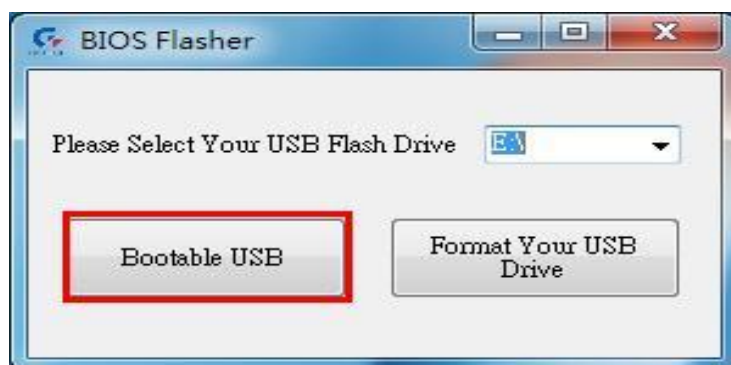 BIOS Flasher
Please Select Your USB Flash Drive E:\
Bootable USB
Format Your USB
Drive